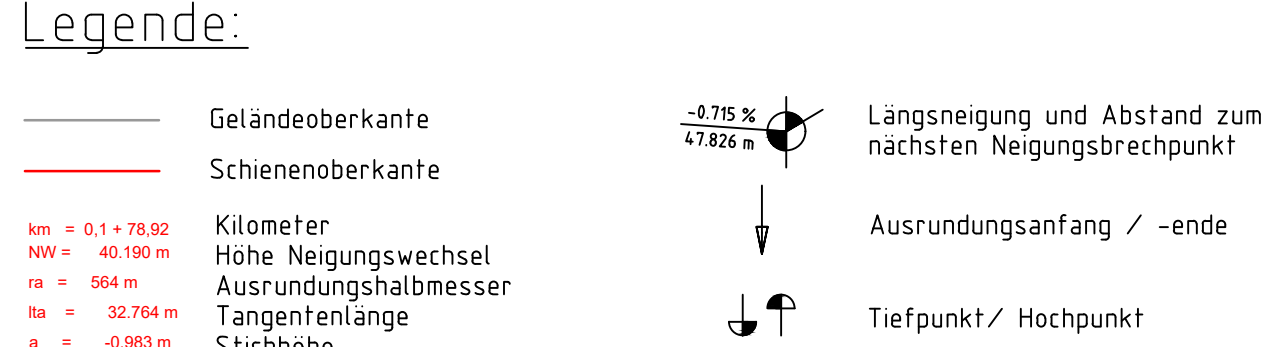 Legende:
Geländeoberkante
Schienenoberkante
km = 0,1 + 78,92 Kilometer
NW = 40.190 m Höhe Neigungswechsel
ra = 564 m Ausrundungshalbmesser
lta = 32.764 m Tangentenlänge
a = -0.983 m Stichhöhe
-0.715 % Längsneigung und Abstand zum
47.826 m nächsten Neigungsbrechpunkt
Ausrundungsanfang / -ende
Tiefpunkt/ Hochpunkt